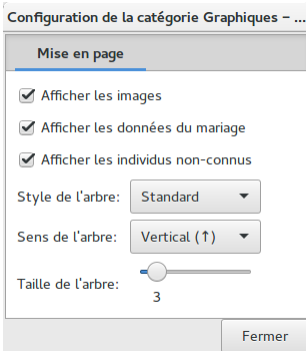 Configuration de la catégorie Graphiques – ...
Mise en page
Afficher les images
Afficher les données du mariage
Afficher les individus non-connus
Style de l'arbre: Standard
Sens de l'arbre: Vertical (↑)
Taille de l'arbre:
3
Fermer